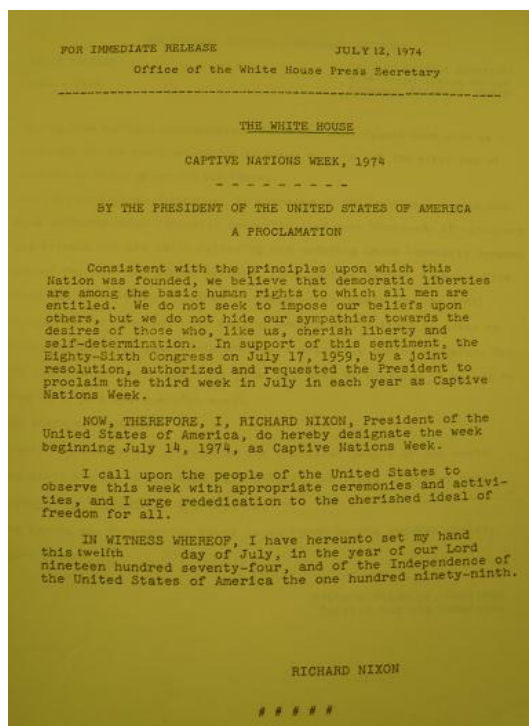 FOR IMMEDIATE RELEASE JULY 12, 1974
Office of the White House Press Secretary
THE WHITE HOUSE
CAPTIVE NATIONS WEEK, 1974
- - - - - - - - -
BY THE PRESIDENT OF THE UNITED STATES OF AMERICA
A PROCLAMATION
Consistent with the principles upon which this
Nation was founded, we believe that democratic liberties
are among the basic human rights to which all men are
entitled. We do not seek to impose our beliefs upon
others, but we do not hide our sympathies towards the
desires of those who, like us, cherish liberty and
self-determination. In support of this sentiment, the
Eighty-Sixth Congress on July 17, 1959, by a joint
resolution, authorized and requested the President to
proclaim the third week in July in each year as Captive
Nations Week.
NOW, THEREFORE, I, RICHARD NIXON, President of the
United States of America, do hereby designate the week
beginning July 14, 1974, as Captive Nations Week.
I call upon the people of the United States to
observe this week with appropriate ceremonies and activi-
ties, and I urge rededication to the cherished ideal of
freedom for all.
IN WITNESS WHEREOF, I have hereunto set my hand
this twelfth day of July, in the year of our Lord
nineteen hundred seventy-four, and of the Independence of
the United States of America the one hundred ninety-ninth.
RICHARD NIXON
# # # # #